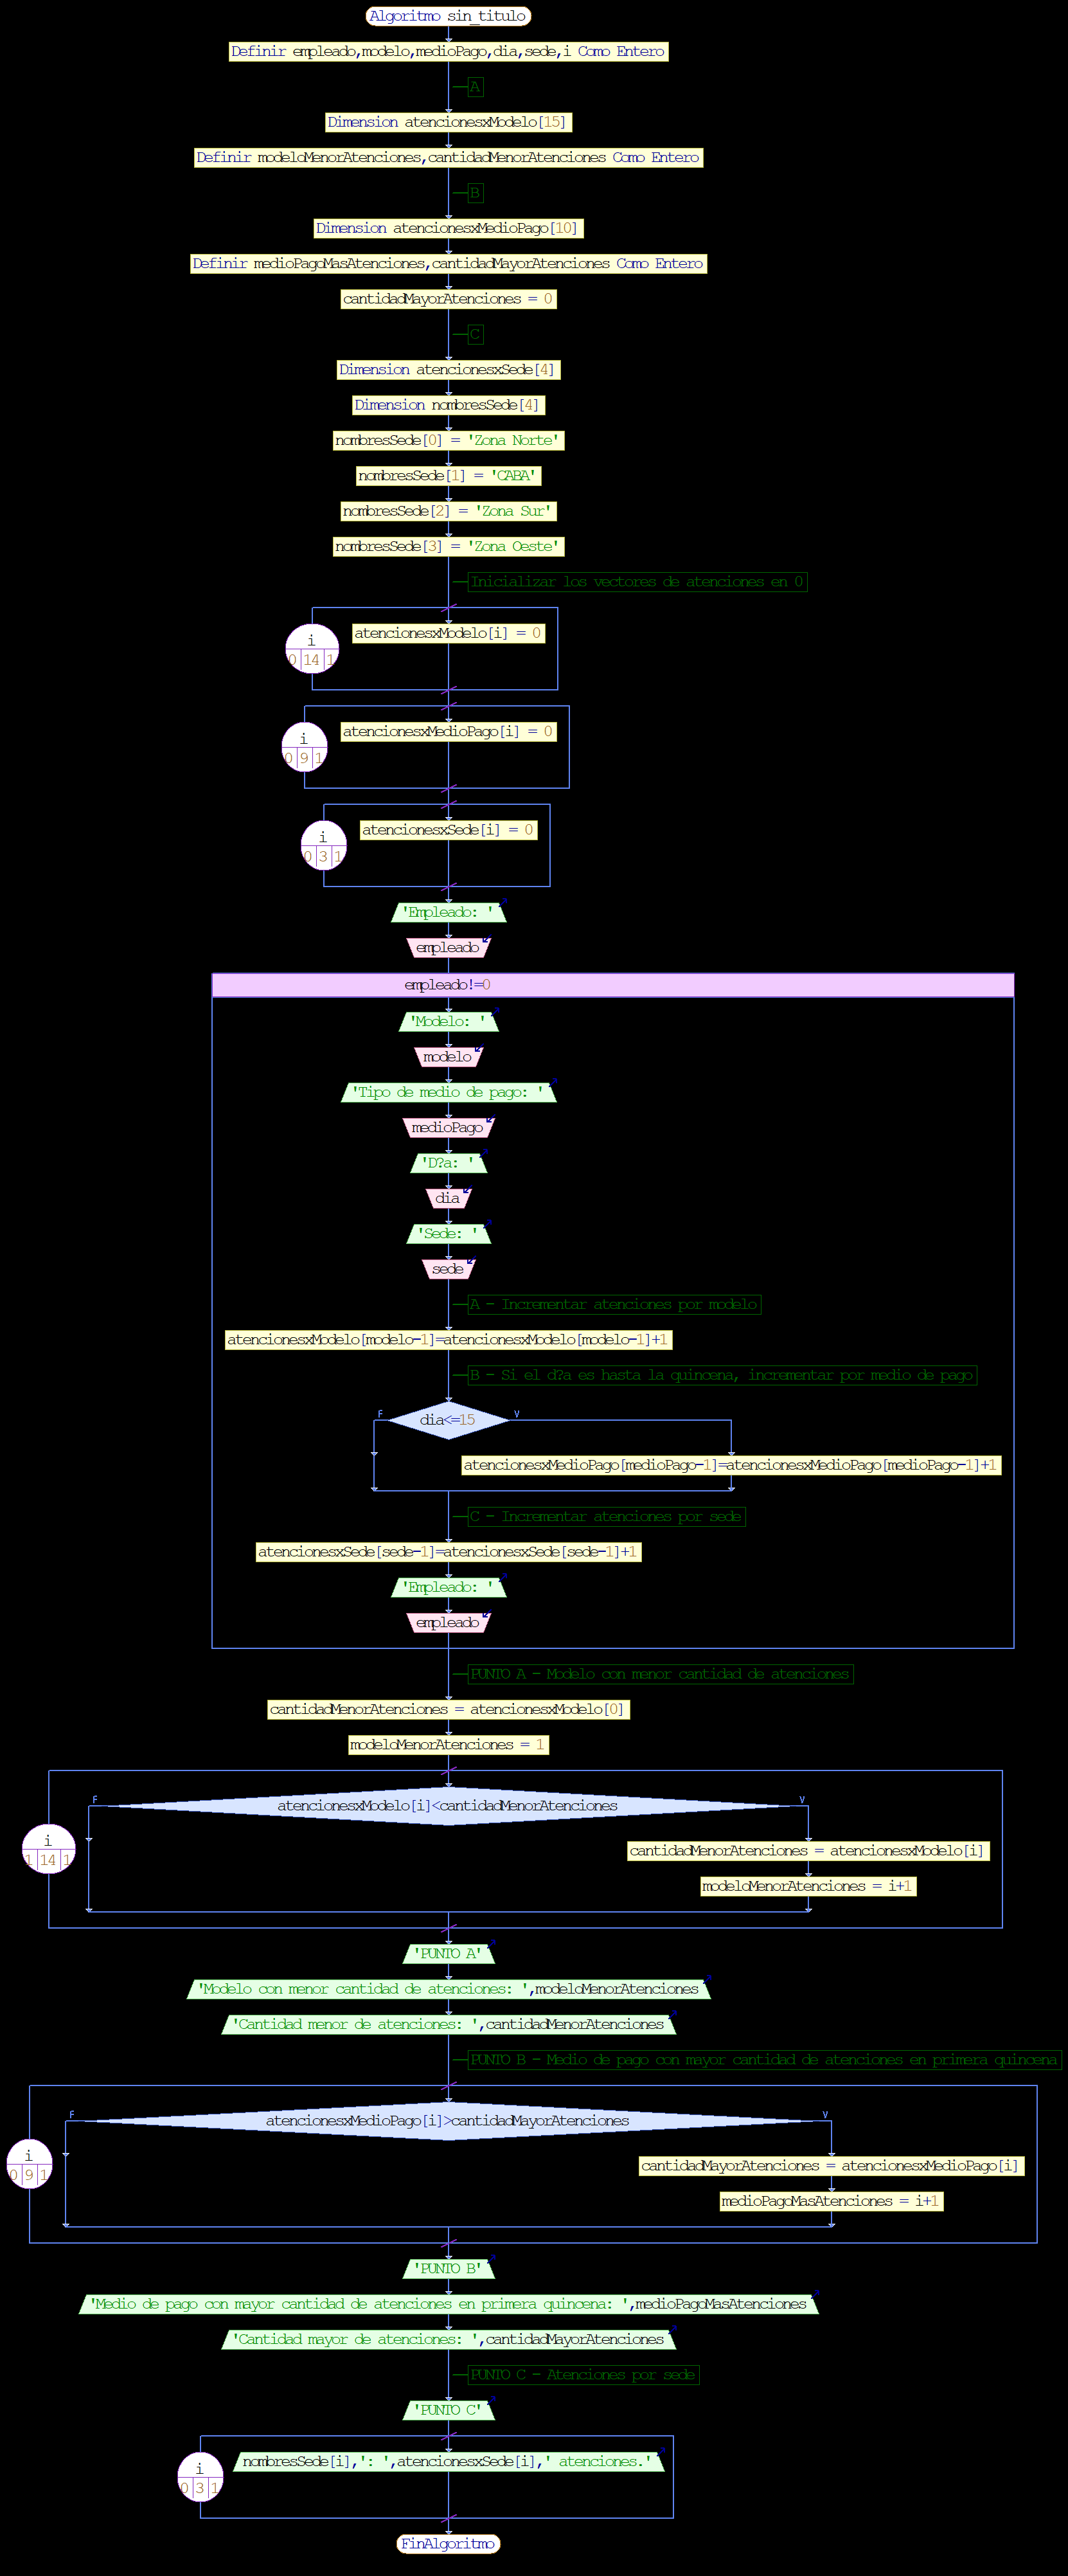 Algoritmo sin_titulo
Definir empleado,modelo,medioPago,dia,sede,i Como Entero
A
Dimension atencionesxModelo[15]
Definir modeloMenorAtenciones,cantidadMenorAtenciones Como Entero
B
Dimension atencionesxMedioPago[10]
Definir medioPagoMasAtenciones,cantidadMayorAtenciones Como Entero
cantidadMayorAtenciones = 0
C
Dimension atencionesxSede[4]
Dimension nombresSede[4]
nombresSede[0] = 'Zona Norte'
nombresSede[1] = 'CABA'
nombresSede[2] = 'Zona Sur'
nombresSede[3] = 'Zona Oeste'
Inicializar los vectores de atenciones en 0
i
0 14 1
atencionesxModelo[i] = 0
i
0 9 1
atencionesxMedioPago[i] = 0
i
0 3 1
atencionesxSede[i] = 0
'Empleado: '
empleado
empleado!=0
'Modelo: '
modelo
'Tipo de medio de pago: '
medioPago
'D?a: '
dia
'Sede: '
sede
A - Incrementar atenciones por modelo
atencionesxModelo[modelo-1]=atencionesxModelo[modelo-1]+1
B - Si el d?a es hasta la quincena, incrementar por medio de pago
F dia<=15 V
atencionesxMedioPago[medioPago-1]=atencionesxMedioPago[medioPago-1]+1
C - Incrementar atenciones por sede
atencionesxSede[sede-1]=atencionesxSede[sede-1]+1
'Empleado: '
empleado
PUNTO A - Modelo con menor cantidad de atenciones
cantidadMenorAtenciones = atencionesxModelo[0]
modeloMenorAtenciones = 1
F atencionesxModelo[i]<cantidadMenorAtenciones V
i
1 14 1
cantidadMenorAtenciones = atencionesxModelo[i]
modeloMenorAtenciones = i+1
'PUNTO A'
'Modelo con menor cantidad de atenciones: ',modeloMenorAtenciones
'Cantidad menor de atenciones: ',cantidadMenorAtenciones
PUNTO B - Medio de pago con mayor cantidad de atenciones en primera quincena
F atencionesxMedioPago[i]>cantidadMayorAtenciones V
i
0 9 1
cantidadMayorAtenciones = atencionesxMedioPago[i]
medioPagoMasAtenciones = i+1
'PUNTO B'
'Medio de pago con mayor cantidad de atenciones en primera quincena: ',medioPagoMasAtenciones
'Cantidad mayor de atenciones: ',cantidadMayorAtenciones
PUNTO C - Atenciones por sede
'PUNTO C'
i
0 3 1
nombresSede[i],': ',atencionesxSede[i],' atenciones.'
FinAlgoritmo